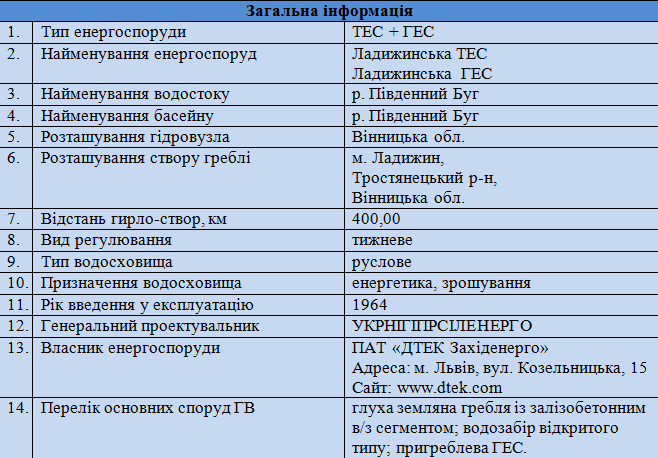 Загальна інформація
1. Тип енергоспоруди ТЕС + ГЕС
2. Найменування енергоспоруд Ладижинська ТЕС
Ладижинська ГЕС
3. Найменування водостоку р. Південний Буг
4. Найменування басейну р. Південний Буг
5. Розташування гідровузла Вінницька обл.
6. Розташування створу греблі м. Ладижин,
Тростянецький р-н,
Вінницька обл.
7. Відстань гирло-створ, км 400,00
8. Вид регулювання тижневе
9. Тип водосховища руслове
10. Призначення водосховища енергетика, зрошування
11. Рік введення у експлуатацію 1964
12. Генеральний проектувальник УКРНІГІПРСІЛЕНЕРГО
13. Власник енергоспоруди ПАТ «ДТЕК Західенерго»
Адреса: м. Львів, вул. Козельницька, 15
Сайт: www.dtek.com
14. Перелік основних споруд ГВ глуха земляна гребля із залізобетонним
в/з сегментом; водозабір відкритого
типу; пригреблева ГЕС.